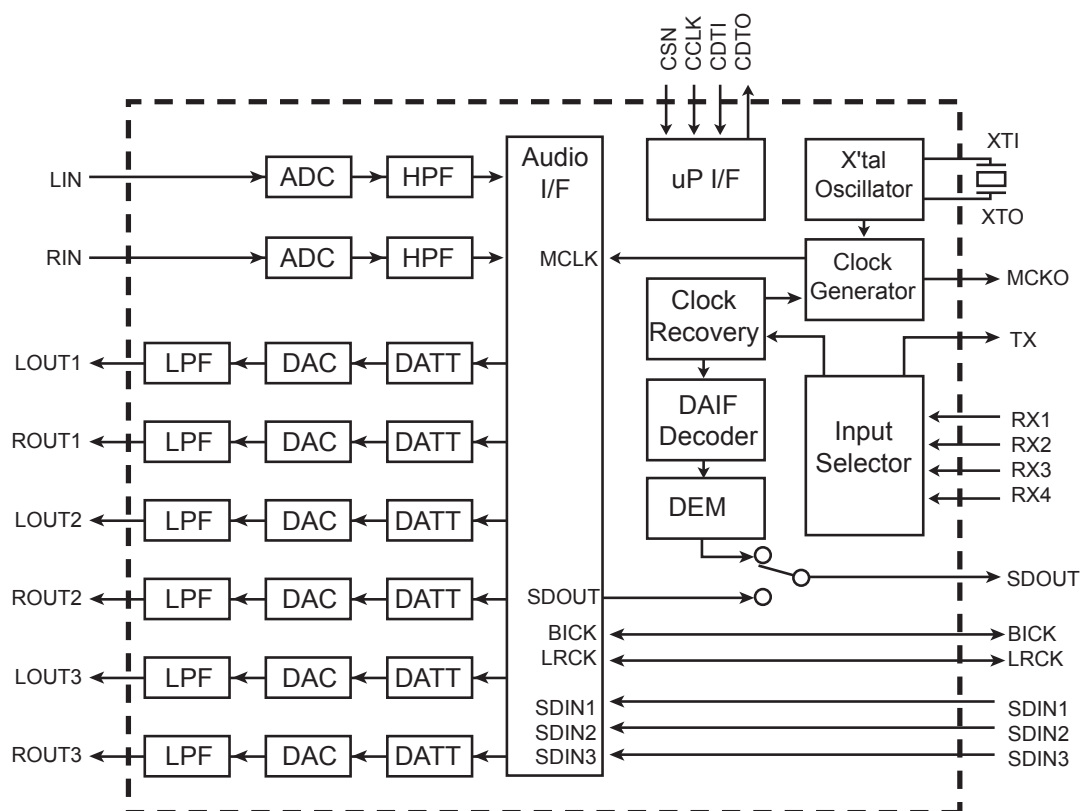 CSN
CCLK
CDTI
CDTO
LIN
ADC
HPF
Audio
I/F
uP I/F
X'tal
Oscillator
XTI
XTO
RIN
ADC
HPF
MCLK
Clock
Generator
MCKO
Clock
Recovery
TX
LOUT1
LPF
DAC
DATT
DAIF
Decoder
Input
Selector
RX1
RX2
RX3
RX4
ROUT1
LPF
DAC
DATT
DEM
LOUT2
LPF
DAC
DATT
ROUT2
LPF
DAC
DATT
SDOUT
SDOUT
BICK
BICK
LRCK
LRCK
LOUT3
LPF
DAC
DATT
SDIN1
SDIN1
SDIN2
SDIN2
SDIN3
SDIN3
ROUT3
LPF
DAC
DATT